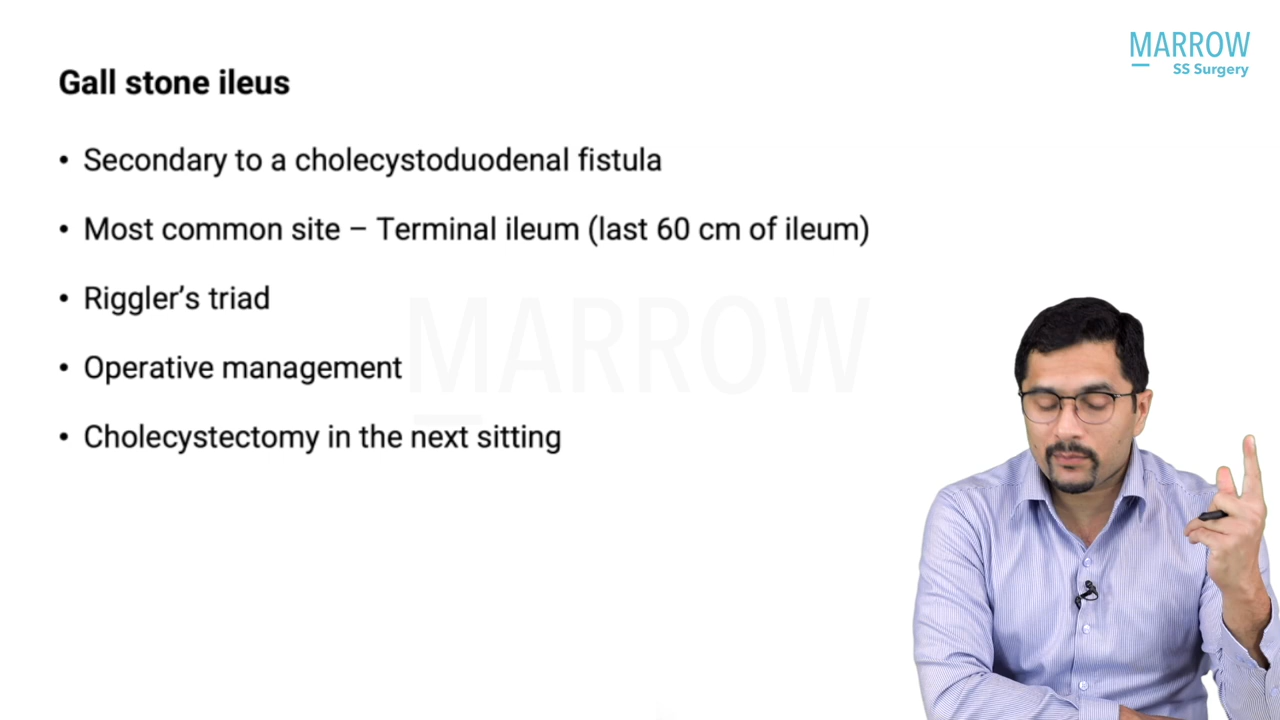 MARROW
SS Surgery
Gall stone ileus
• Secondary to a cholecystoduodenal fistula
• Most common site – Terminal ileum (last 60 cm of ileum)
• Riggler’s triad
• Operative management
• Cholecystectomy in the next sitting
MARROW